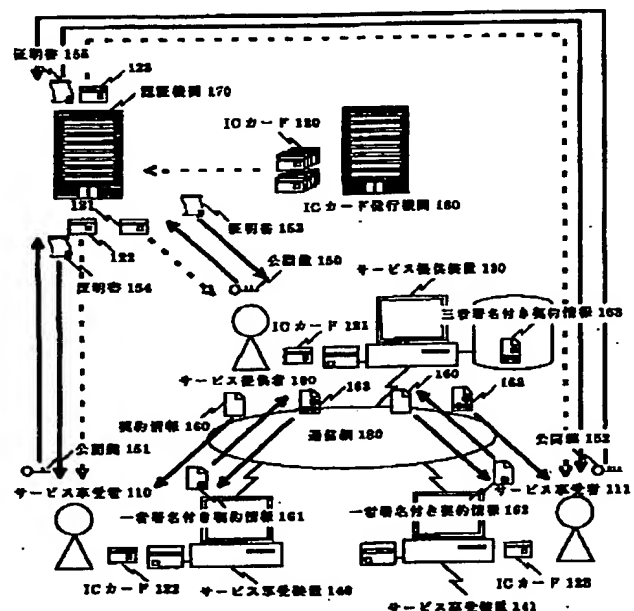 証明書 155
123
認証機関 170
ICカード 120
ICカード発行機関 180
121
122
証明書 153
証明書 154
公開鍵 150
サービス提供装置 130
三者署名付き契約情報 163
ICカード 121
サービス提供者 100
163
160
163
契約情報 160
通信網 180
公開鍵 151
公開鍵 152
サービス享受者 110
サービス享受者 111
一者署名付き契約情報 161
一者署名付き契約情報 162
ICカード 122
サービス享受装置 140
ICカード 123
サービス享受装置 141